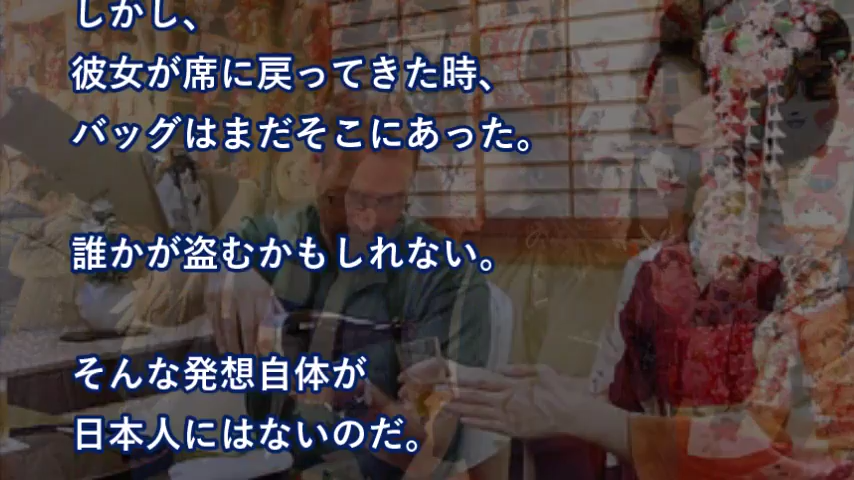 しかし、
彼女が席に戻ってきた時、
バッグはまだそこにあった。
誰かが盗むかもしれない。
そんな発想自体が
日本人にはないのだ。